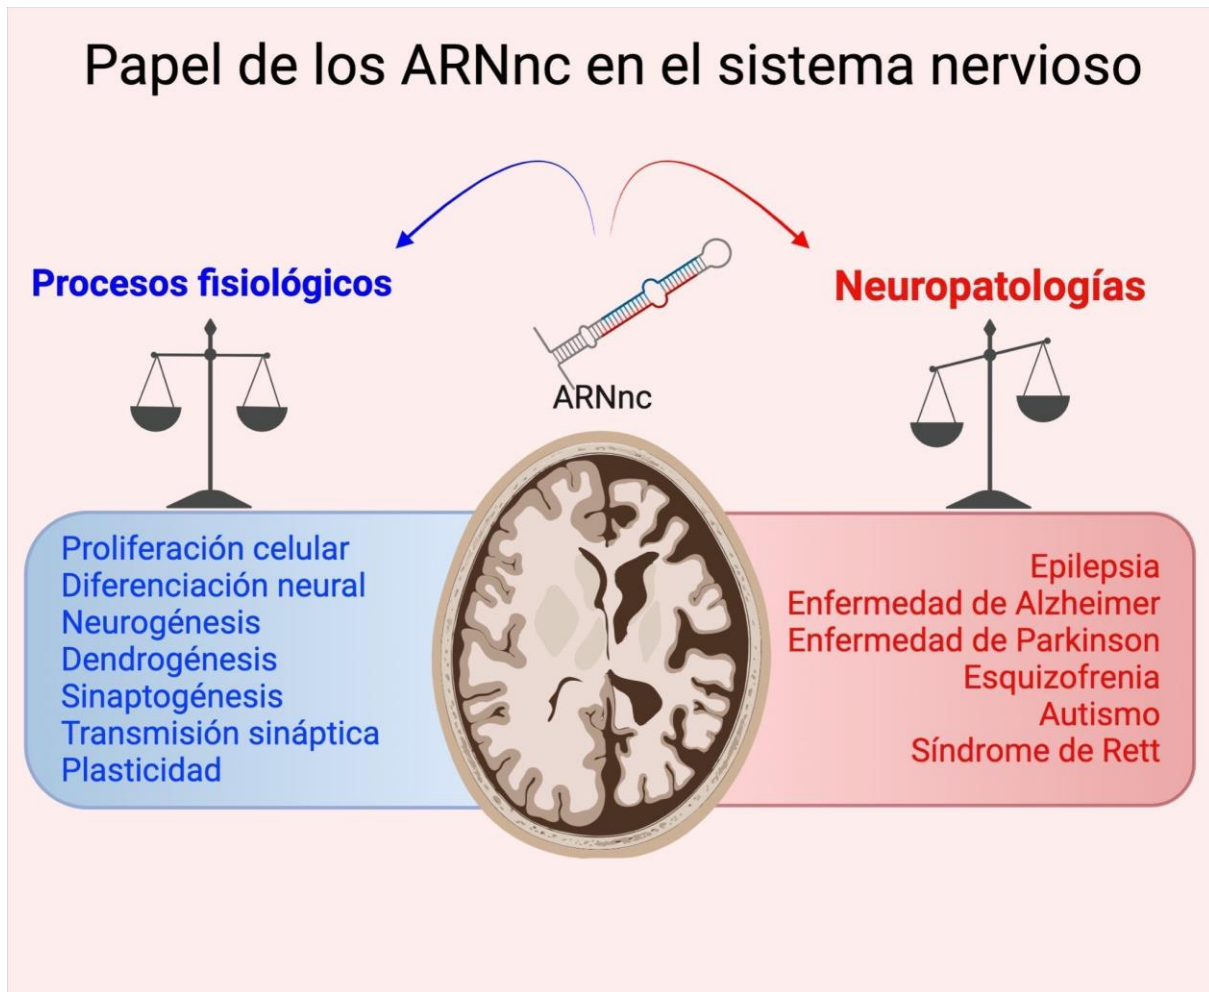 Papel de los ARNnc en el sistema nervioso
Procesos fisiológicos
Neuropatologías
ARNnc
Proliferación celular
Diferenciación neural
Neurogénesis
Dendrogénesis
Sinaptogénesis
Transmisión sináptica
Plasticidad
Epilepsia
Enfermedad de Alzheimer
Enfermedad de Parkinson
Esquizofrenia
Autismo
Síndrome de Rett